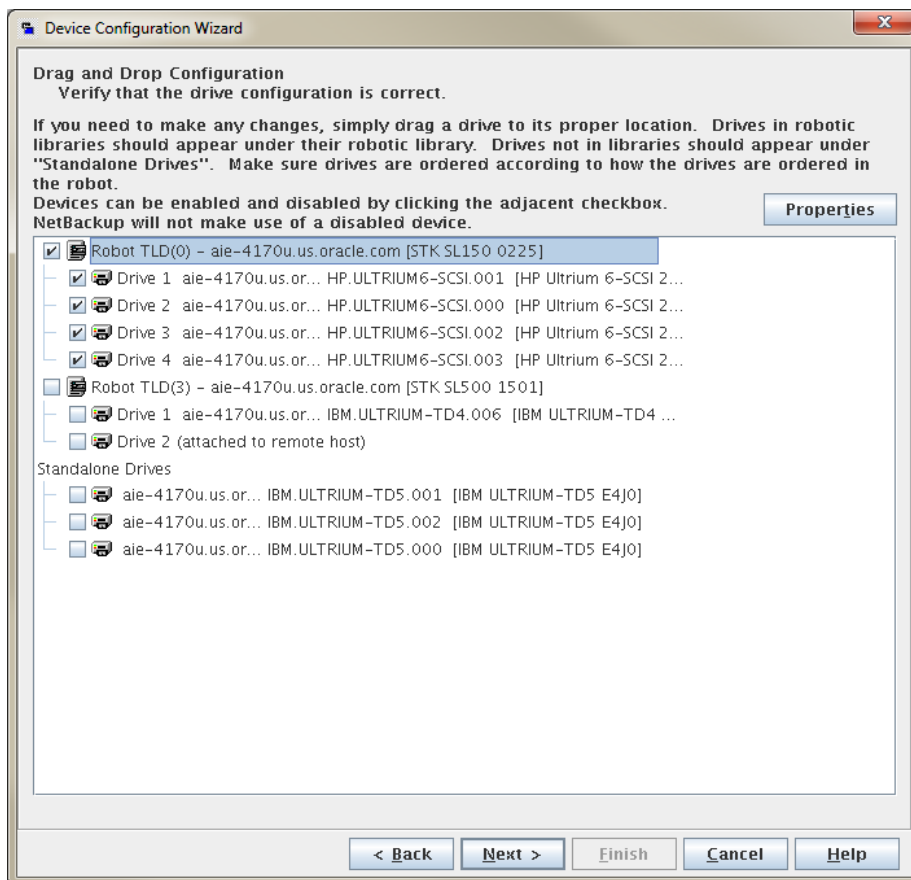 Device Configuration Wizard
Drag and Drop Configuration
Verify that the drive configuration is correct.
If you need to make any changes, simply drag a drive to its proper location. Drives in robotic
libraries should appear under their robotic library. Drives not in libraries should appear under
"Standalone Drives". Make sure drives are ordered according to how the drives are ordered in
the robot.
Devices can be enabled and disabled by clicking the adjacent checkbox.
NetBackup will not make use of a disabled device.
Properties
Robot TLD(0) - aie-4170u.us.oracle.com [STK SL150 0225]
Drive 1 aie-4170u.us.or... HP.ULTRIUM6-SCSI.001 [HP Ultrium 6-SCSI 2...
Drive 2 aie-4170u.us.or... HP.ULTRIUM6-SCSI.000 [HP Ultrium 6-SCSI 2...
Drive 3 aie-4170u.us.or... HP.ULTRIUM6-SCSI.002 [HP Ultrium 6-SCSI 2...
Drive 4 aie-4170u.us.or... HP.ULTRIUM6-SCSI.003 [HP Ultrium 6-SCSI 2...
Robot TLD(3) - aie-4170u.us.oracle.com [STK SL500 1501]
Drive 1 aie-4170u.us.or... IBM.ULTRIUM-TD4.006 [IBM ULTRIUM-TD4 ...
Drive 2 (attached to remote host)
Standalone Drives
aie-4170u.us.or... IBM.ULTRIUM-TD5.001 [IBM ULTRIUM-TD5 E4J0]
aie-4170u.us.or... IBM.ULTRIUM-TD5.002 [IBM ULTRIUM-TD5 E4J0]
aie-4170u.us.or... IBM.ULTRIUM-TD5.000 [IBM ULTRIUM-TD5 E4J0]
< Back Next > Finish Cancel Help